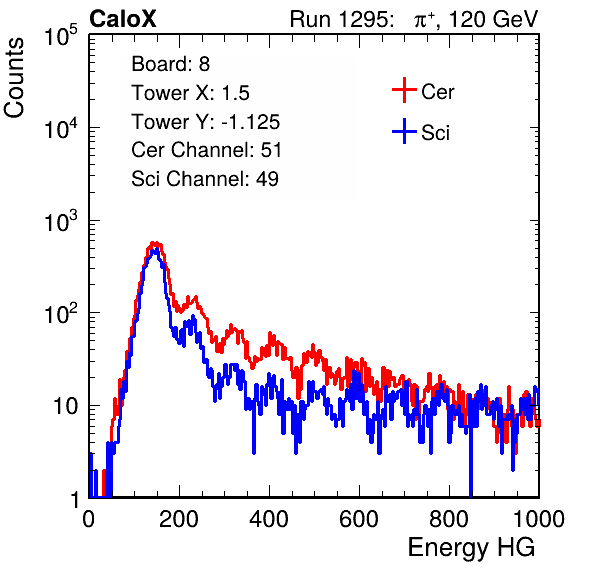 CaloX Run 1295: π⁺, 120 GeV
Counts
Board: 8
Tower X: 1.5
Tower Y: -1.125
Cer Channel: 51
Sci Channel: 49
Cer
Sci
10⁵
10⁴
10³
10²
10
1
0 200 400 600 800 1000
Energy HG